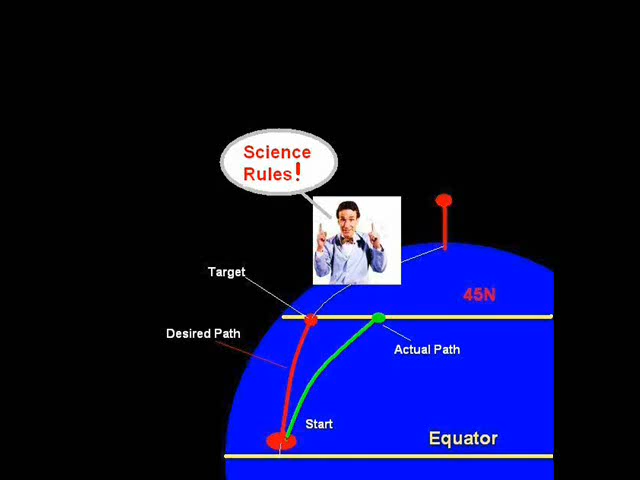 Science
Rules!
Target
45N
Desired Path
Actual Path
Start
Equator